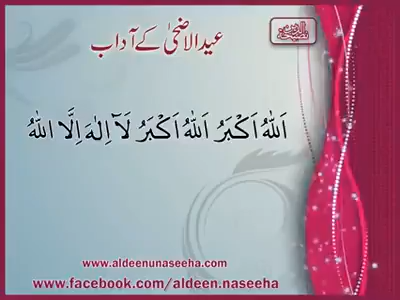 عیدالاضحیٰ کے آداب
اَللّٰهُ اَكْبَرُ اَللّٰهُ اَكْبَرُ لَآ اِلٰهَ اِلَّا اللّٰهُ
www.aldeenunaseeha.com
www.facebook.com/aldeen.naseeha